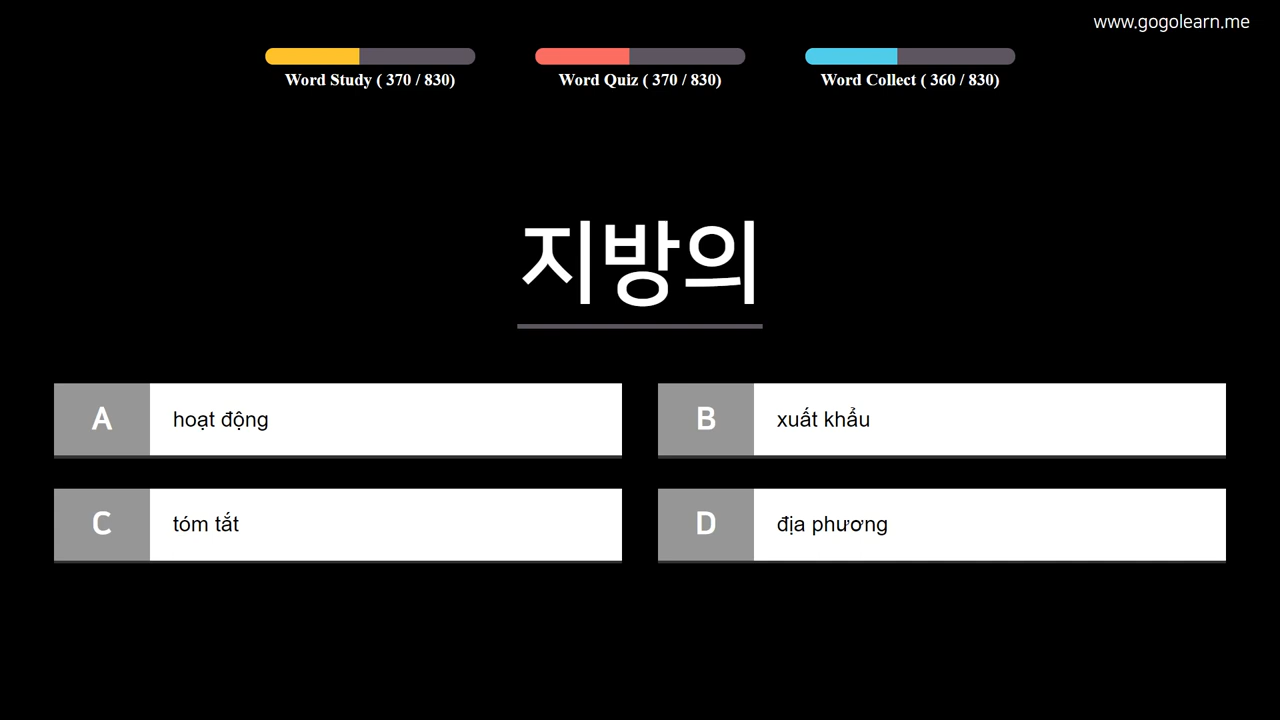 www.gogolearn.me
Word Study ( 370 / 830)
Word Quiz ( 370 / 830)
Word Collect ( 360 / 830)
지방의
A hoạt động
B xuất khẩu
C tóm tắt
D địa phương